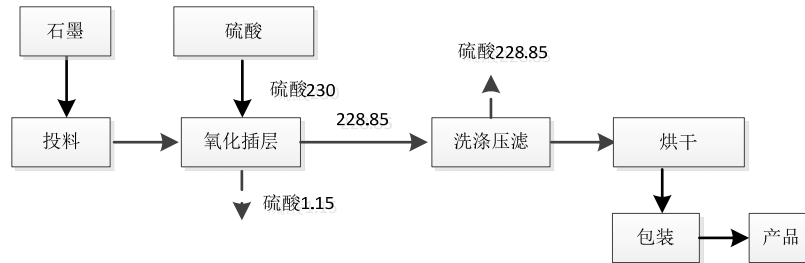 石墨
硫酸
硫酸228.85
硫酸230
228.85
投料
氧化插层
洗涤压滤
烘干
硫酸1.15
包装
产品